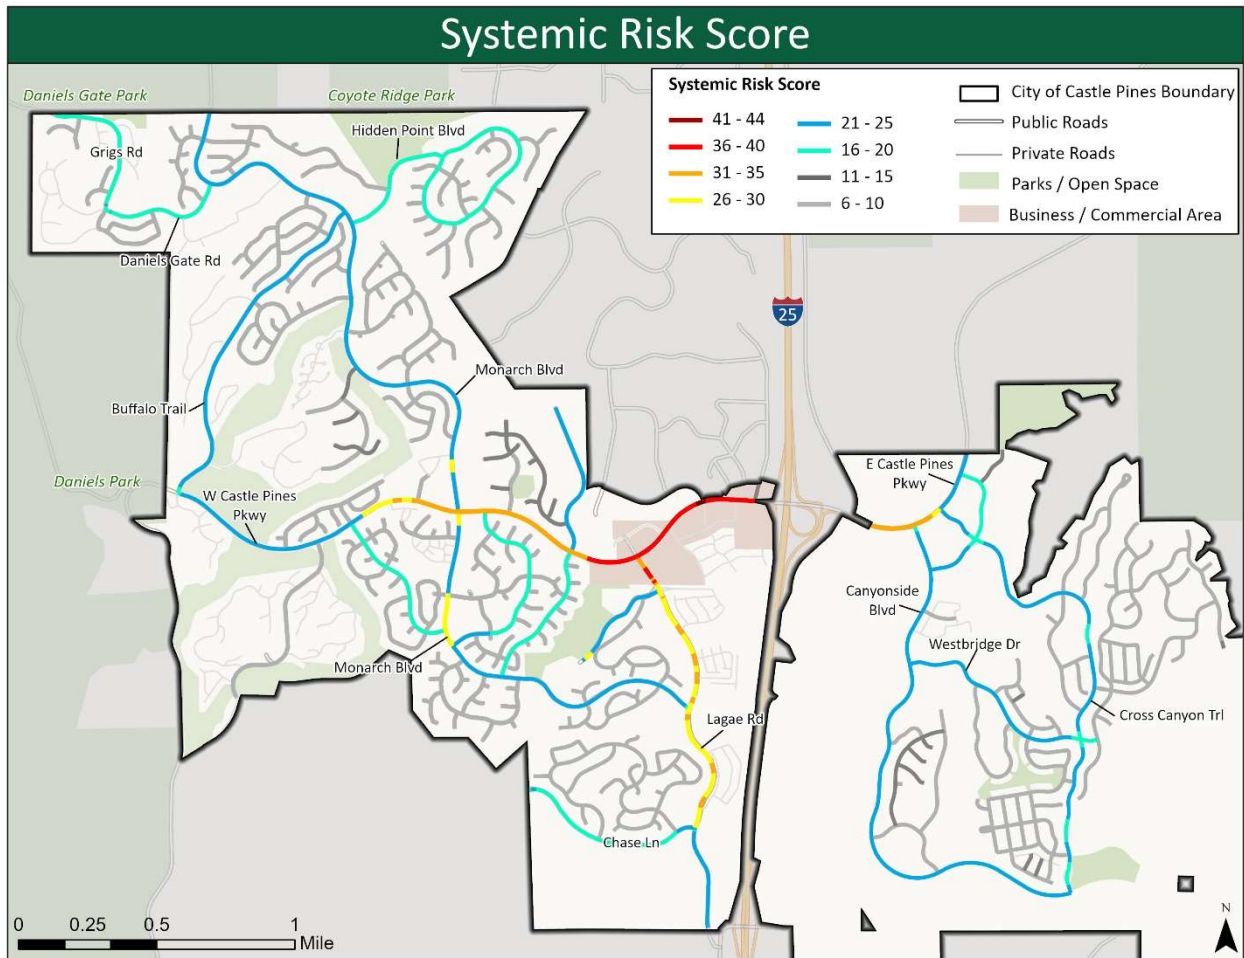 Systemic Risk Score
Daniels Gate Park
Coyote Ridge Park
Hidden Point Blvd
Grigs Rd
Daniels Gate Rd
Systemic Risk Score
41 - 44
36 - 40
31 - 35
26 - 30
21 - 25
16 - 20
11 - 15
6 - 10
City of Castle Pines Boundary
Public Roads
Private Roads
Parks / Open Space
Business / Commercial Area
25
Monarch Blvd
Buffalo Trail
Daniels Park
W Castle Pines
Pkwy
E Castle Pines
Pkwy
Canyonside
Blvd
Westbridge Dr
Monarch Blvd
Lagae Rd
Cross Canyon Trl
Chase Ln
0 0.25 0.5 1
Mile
N